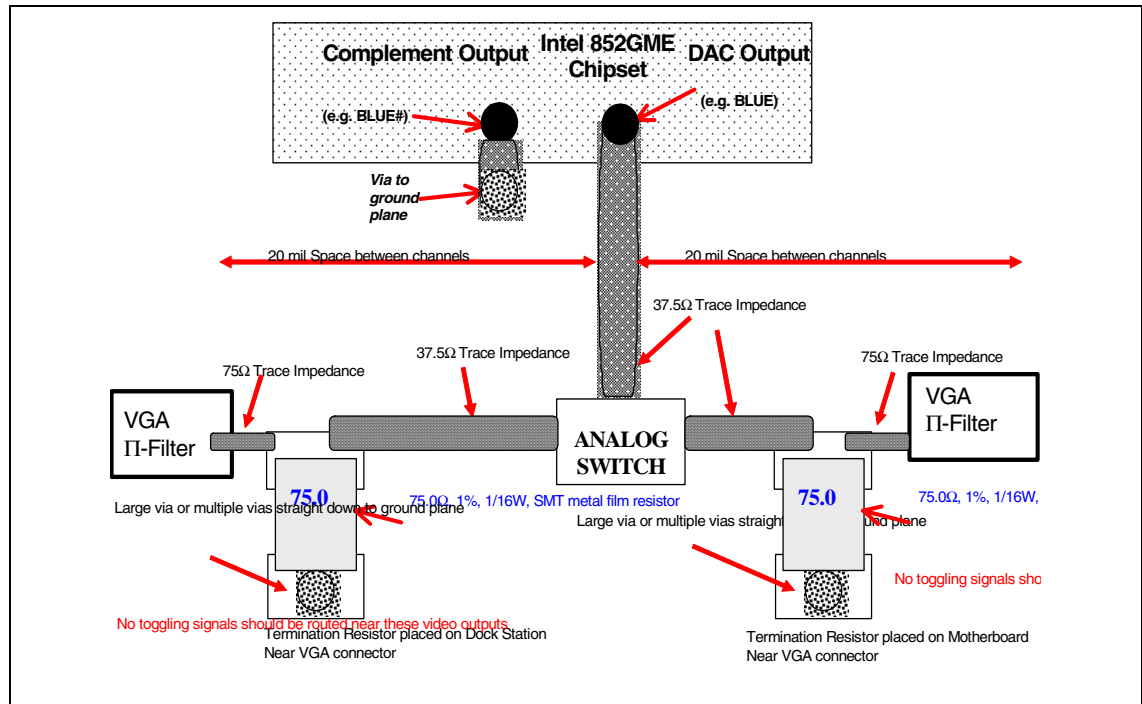 Complement Output
Intel 852GME
Chipset
DAC Output
(e.g. BLUE#)
(e.g. BLUE)
Via to
ground
plane
20 mil Space between channels
20 mil Space between channels
37.5Ω Trace Impedance
37.5Ω Trace Impedance
75Ω Trace Impedance
75Ω Trace Impedance
VGA
Π-Filter
ANALOG
SWITCH
VGA
Π-Filter
75.0
75.0Ω, 1%, 1/16W, SMT metal film resistor
75.0
75.0Ω, 1%, 1/16W,
Large via or multiple vias straight down to ground plane
Large via or multiple vias straight plane
No toggling signals
No toggling signals should be routed near these video outputs
Termination Resistor placed on Dock Station
Near VGA connector
Termination Resistor placed on Motherboard
Near VGA connector